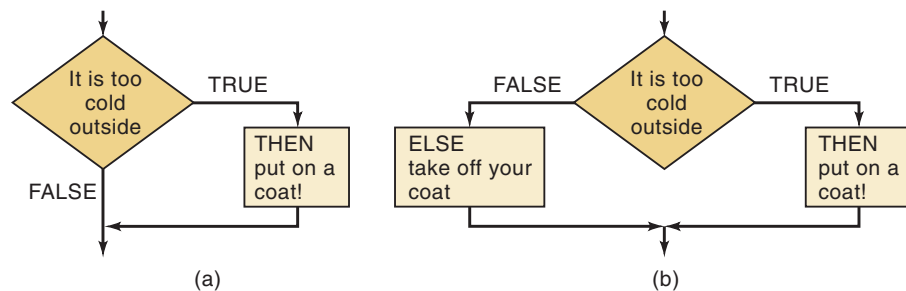 It is too
cold
outside
TRUE
THEN
put on a
coat!
FALSE
(a)
It is too
cold
outside
FALSE
TRUE
ELSE
take off your
coat
THEN
put on a
coat!
(b)